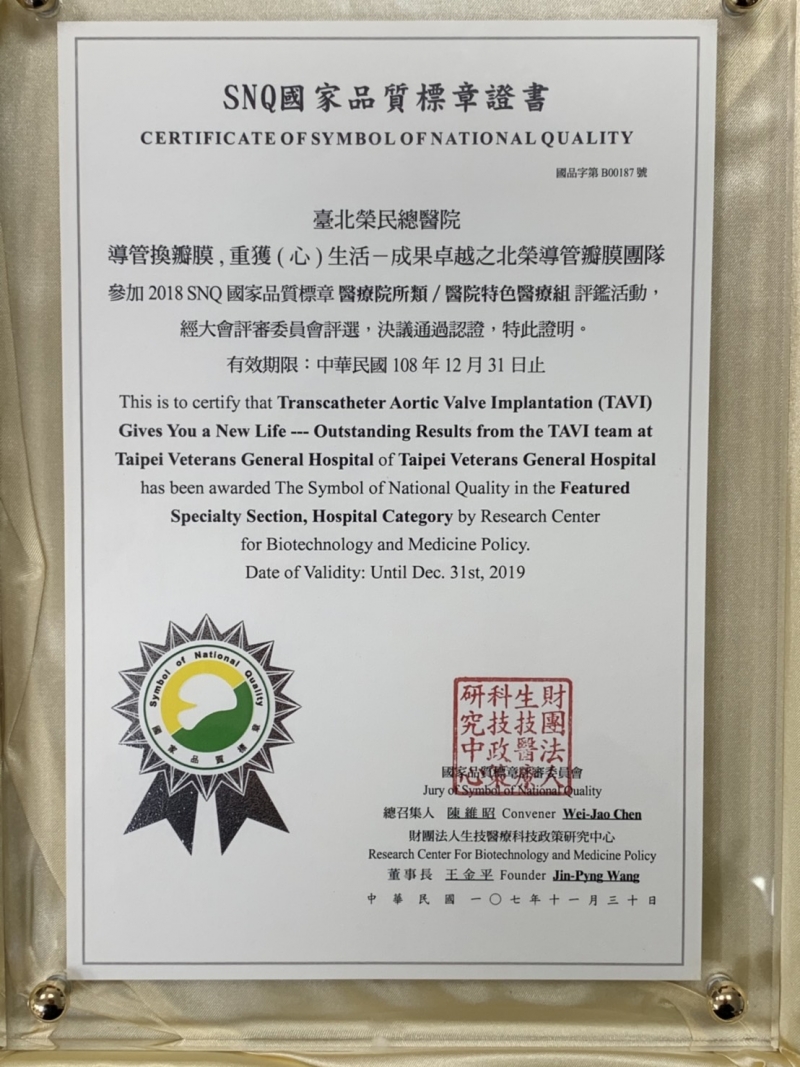 SNQ國家品質標章證書
CERTIFICATE OF SYMBOL OF NATIONAL QUALITY
國品字第 B00187 號
臺北榮民總醫院
導管換瓣膜，重獲(心)生活－成果卓越之北榮導管瓣膜團隊
參加 2018 SNQ 國家品質標章 醫療院所類 / 醫院特色醫療組 評鑑活動，
經大會評審委員會評選，決議通過認證，特此證明。
有效期限：中華民國 108 年 12 月 31 日止
This is to certify that Transcatheter Aortic Valve Implantation (TAVI)
Gives You a New Life --- Outstanding Results from the TAVI team at
Taipei Veterans General Hospital of Taipei Veterans General Hospital
has been awarded The Symbol of National Quality in the Featured
Specialty Section, Hospital Category by Research Center
for Biotechnology and Medicine Policy.
Date of Validity: Until Dec. 31st, 2019
Symbol of National Quality
國家品質標章
財團法人
生技醫療
科技政策
研究中心
國家品質標章評審委員會
Jury of Symbol of National Quality
總召集人 陳維昭 Convener Wei-Jao Chen
財團法人生技醫療科技政策研究中心
Research Center For Biotechnology and Medicine Policy
董事長 王金平 Founder Jin-Pyng Wang
中華民國一〇七年十一月三十日